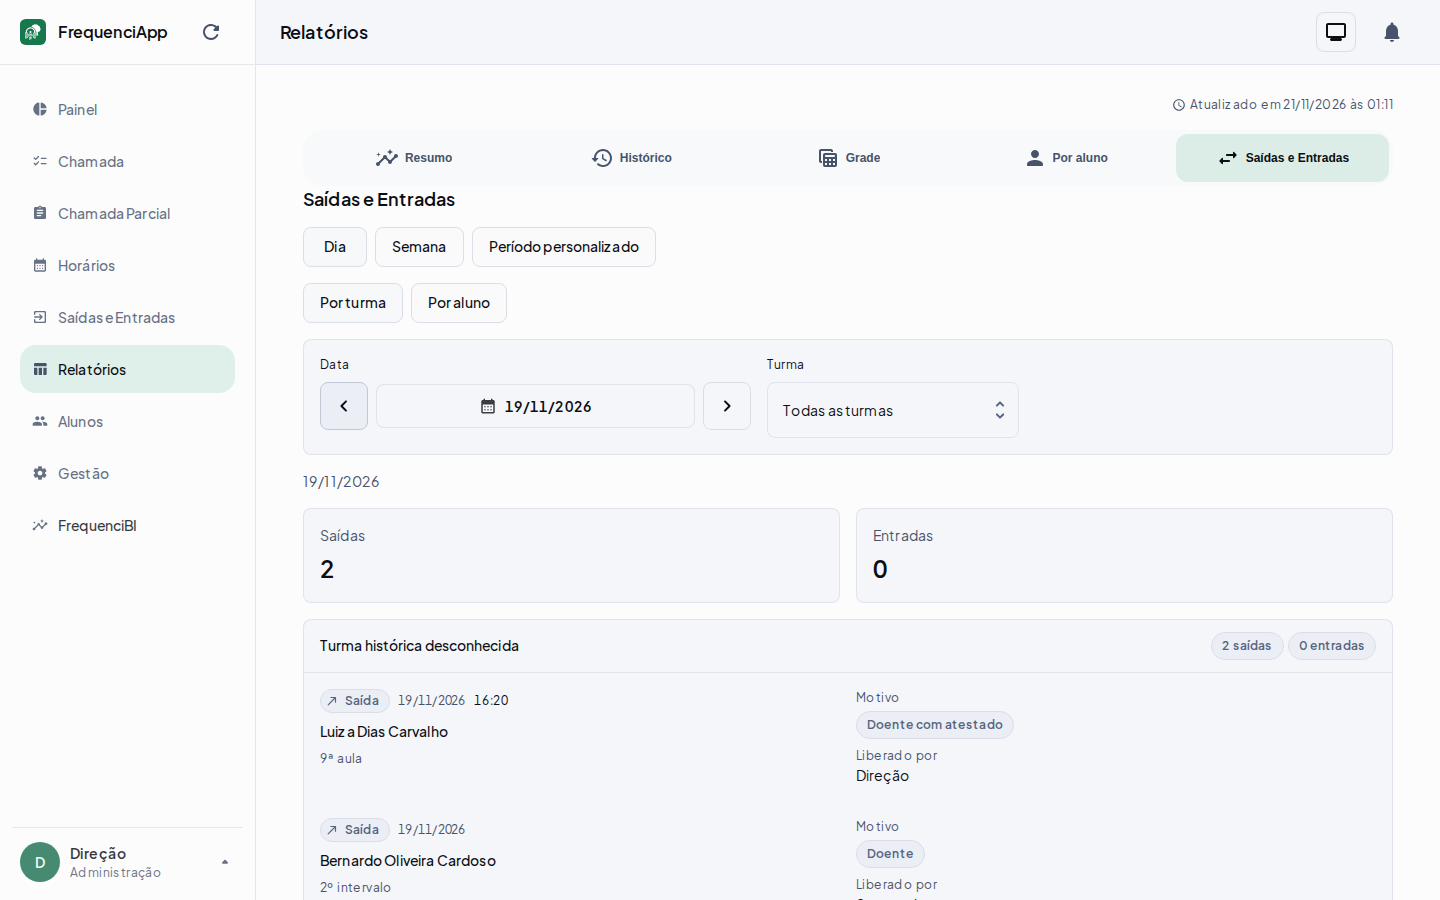 FrequenciApp
Relatórios
Painel
Chamada
Chamada Parcial
Horários
Saídas e Entradas
Relatórios
Alunos
Gestão
FrequenciBI
D
Direção
Administração
Atualizado em 21/11/2026 às 01:11
Resumo
Histórico
Grade
Por aluno
Saídas e Entradas
Saídas e Entradas
Dia
Semana
Período personalizado
Por turma
Por aluno
Data
Turma
19/11/2026
Todas as turmas
19/11/2026
Saídas
2
Entradas
0
Turma histórica desconhecida
2 saídas
0 entradas
Saída 19/11/2026 16:20
Luiza Dias Carvalho
9ª aula
Motivo
Doente com atestado
Liberado por
Direção
Saída 19/11/2026
Bernardo Oliveira Cardoso
2º intervalo
Motivo
Doente
Liberado por